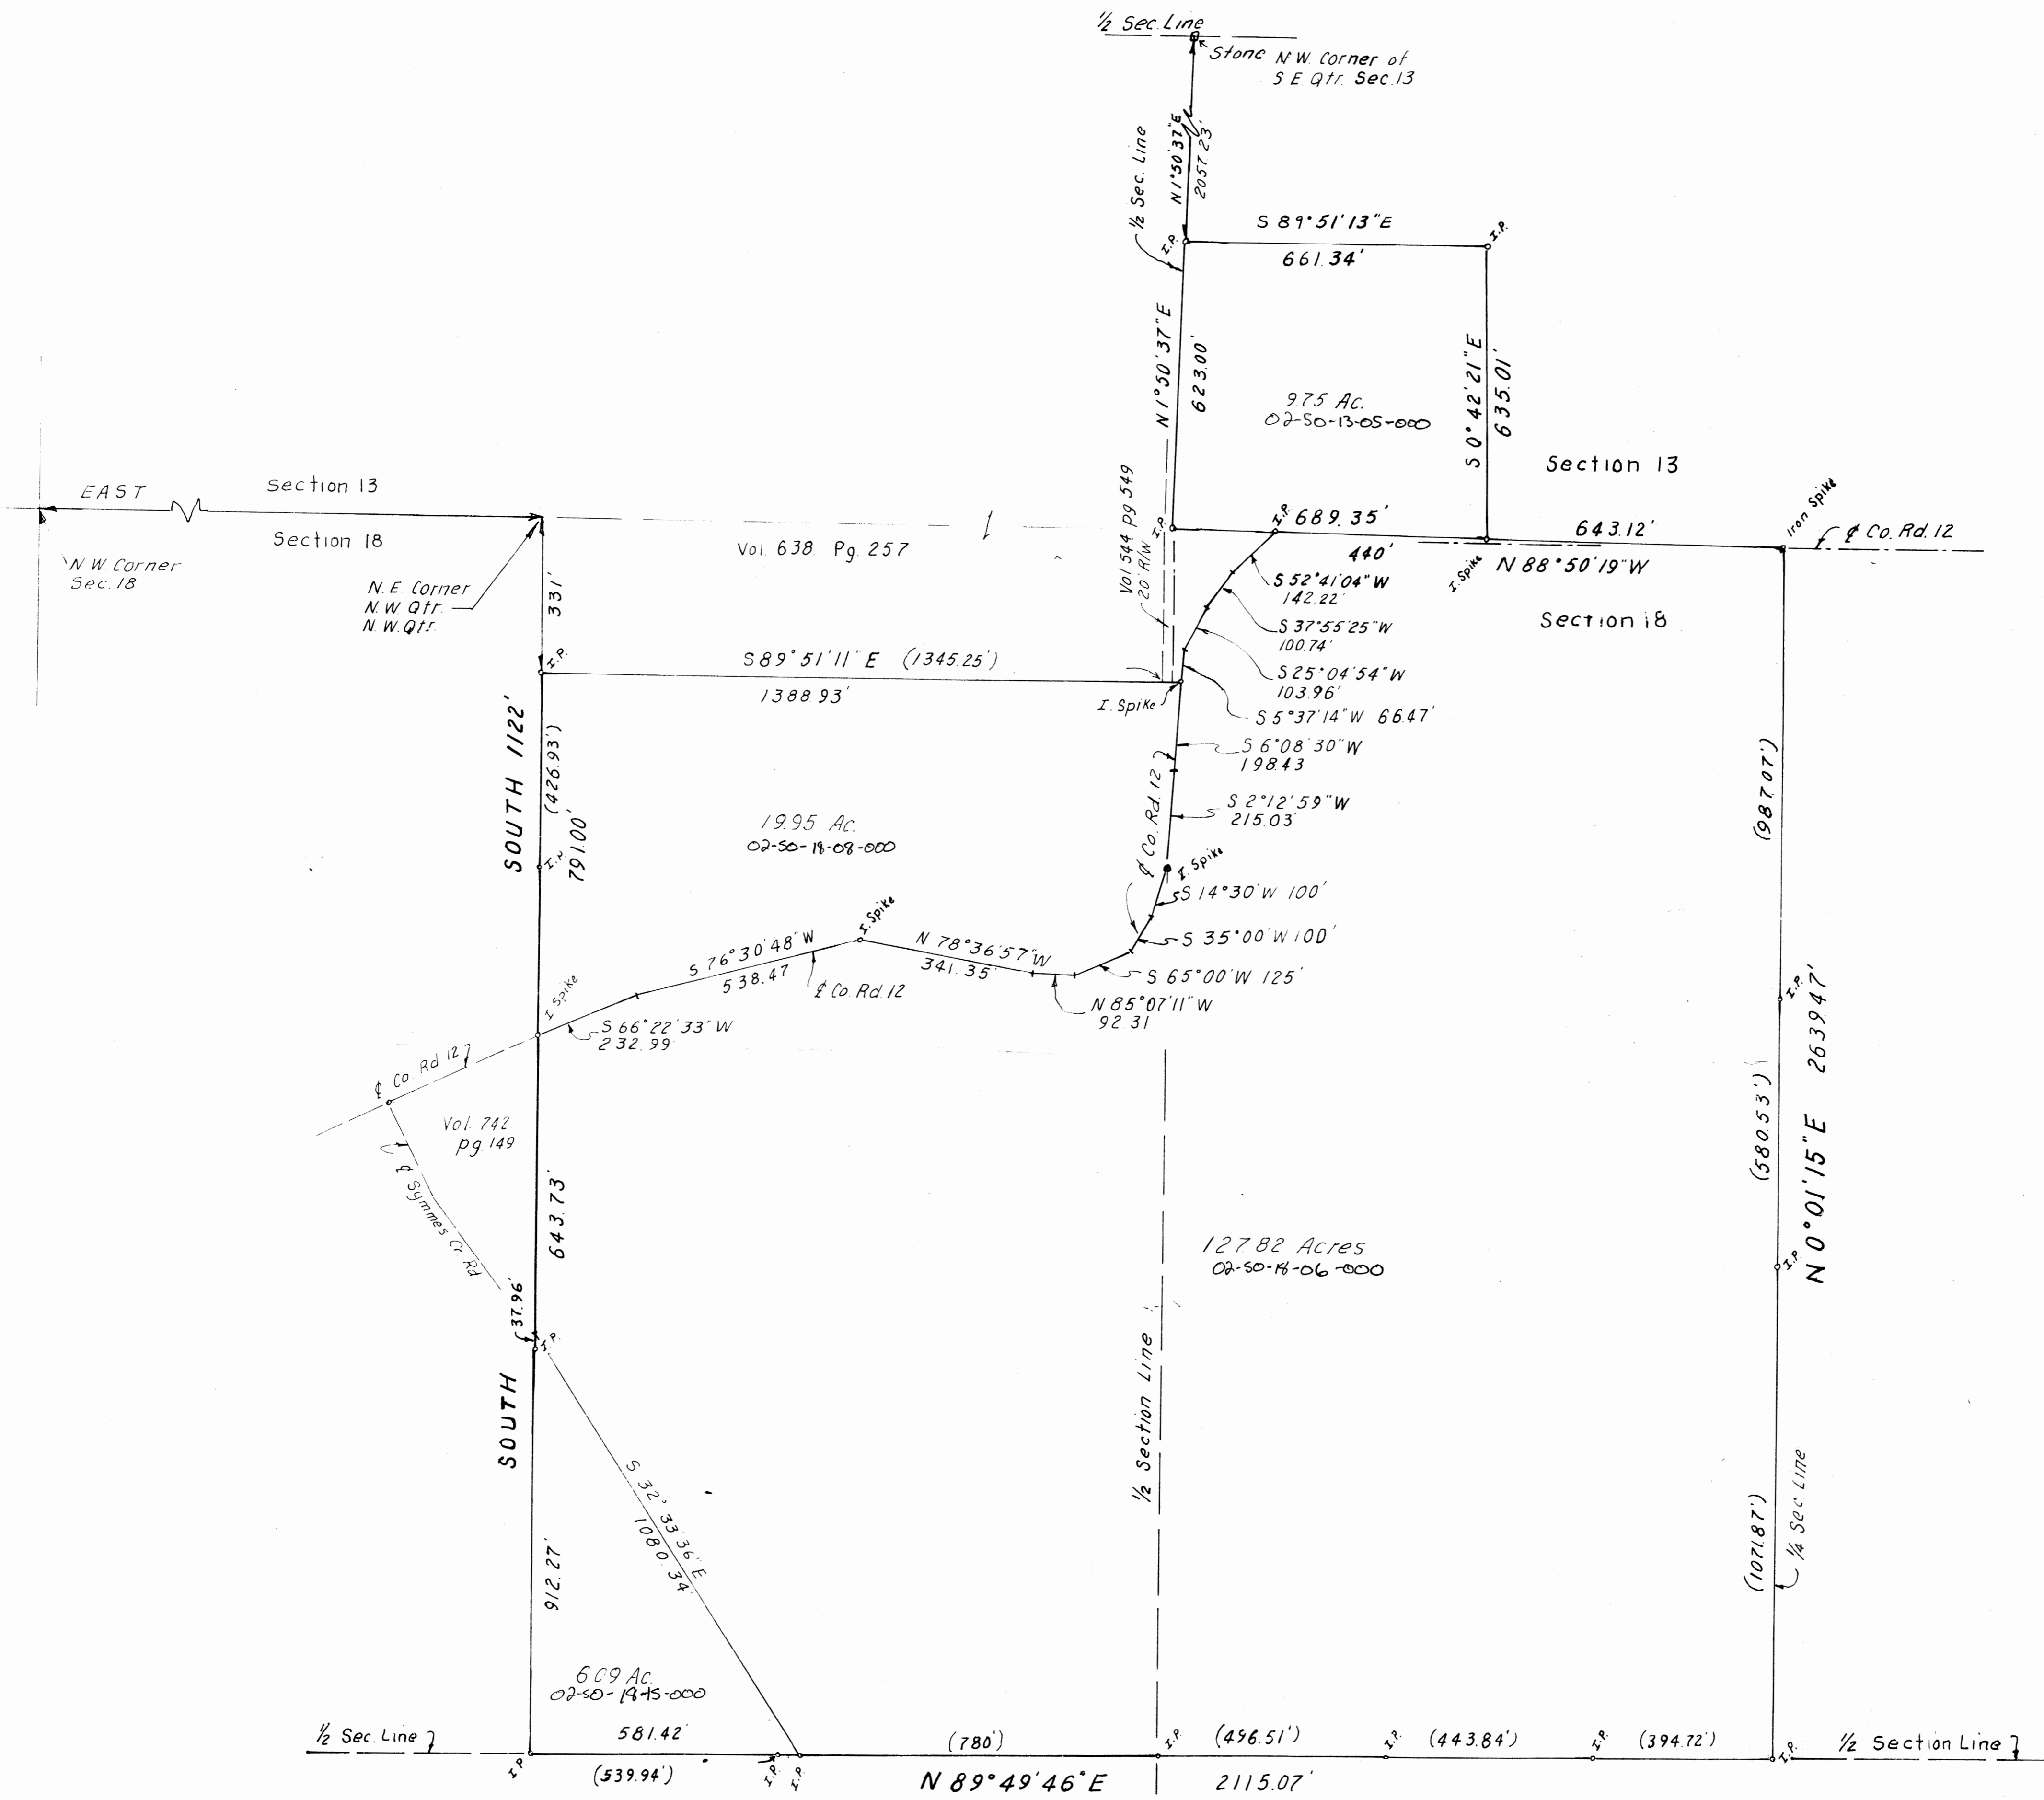 ½ Sec. Line
Stone N.W. Corner of
S.E. Qtr. Sec. 13
½ Sec. Line
N 1°50'37" E
2057.23'
I.P.
S 89°51'13" E
661.34'
I.P.
N 1°50'37" E
623.00'
9.75 Ac.
02-50-13-05-000
S 0°42'21" E
635.01'
Section 13
EAST
Section 13
Section 18
N W Corner
Sec. 18
N.E. Corner
N.W. Qtr.
N.W. Qtr.
Vol. 638 Pg. 257
Vol 544 Pg 549
20' R/W
I.P.
I.P.
689.35'
440'
I. Spike
643.12'
N 88°50'19" W
Iron Spike
₵ Co. Rd. 12
Section 18
331'
I.P.
S 89°51'11" E (1345.25')
1388.93'
I. Spike
S 52°41'04" W
142.22'
S 37°55'25" W
100.74'
S 25°04'54" W
103.96'
S 5°37'14" W 66.47'
S 6°08'30" W
198.43
S 2°12'59" W
215.03'
₵ Co. Rd. 12
I. Spike
S 14°30' W 100'
S 35°00' W 100'
S 65°00' W 125'
N 85°07'11" W
92.31
SOUTH 1122'
(426.93')
791.00'
19.95 Ac.
02-50-18-08-000
I. Spike
N 78°36'57" W
341.35'
S 76°30'48" W
538.47
₵ Co. Rd. 12
I. Spike
S 66°22'33" W
232.99'
₵ Co. Rd 12
Vol. 742
Pg. 149
₵ Symmes Cr. Rd
643.73'
37.96'
I.P.
(987.07')
I.P.
N 0°01'15" E 2639.47'
(580.53')
I.P.
127.82 Acres
02-50-18-06-000
½ Section Line
SOUTH
912.27'
S 32°33'36" E
1080.34'
(1071.87')
¼ Sec. Line
6.09 Ac.
02-50-18-15-000
½ Sec. Line
581.42'
(780')
I.P.
(496.51')
I.P.
(443.84')
I.P.
(394.72')
I.P.
½ Section Line
I.P.
(539.94')
I.P.
I.P.
N 89°49'46" E
2115.07'